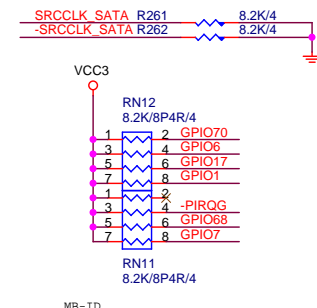 SRCCLK_SATA R261 8.2K/4
-SRCCLK_SATA R262 8.2K/4
VCC3
RN12
8.2K/8P4R/4
1 2 GPIO70
3 4 GPIO6
5 6 GPIO17
7 8 GPIO1
1 2
3 4 -PIRQG
5 6 GPIO68
7 8 GPIO7
RN11
8.2K/8P4R/4
MB-ID